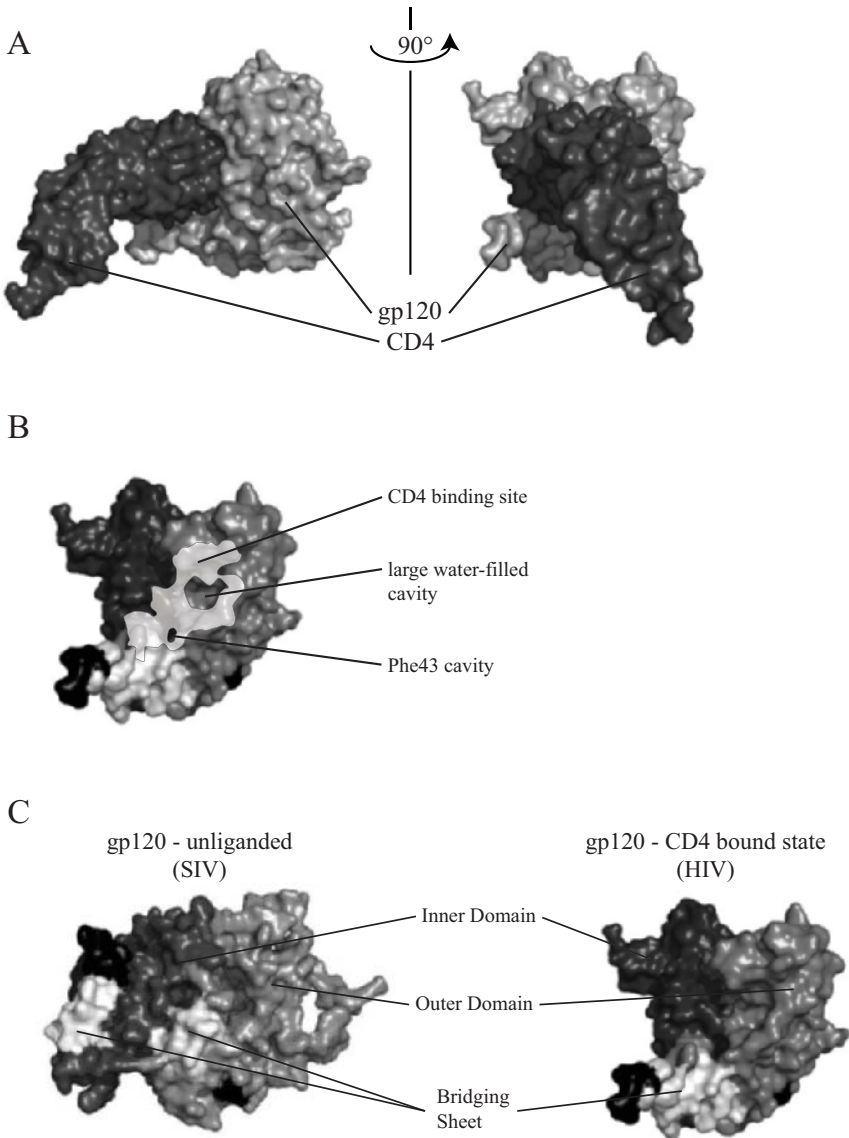 A
90°
gp120
CD4
B
CD4 binding site
large water-filled
cavity
Phe43 cavity
C
gp120 - unliganded
(SIV)
gp120 - CD4 bound state
(HIV)
Inner Domain
Outer Domain
Bridging
Sheet